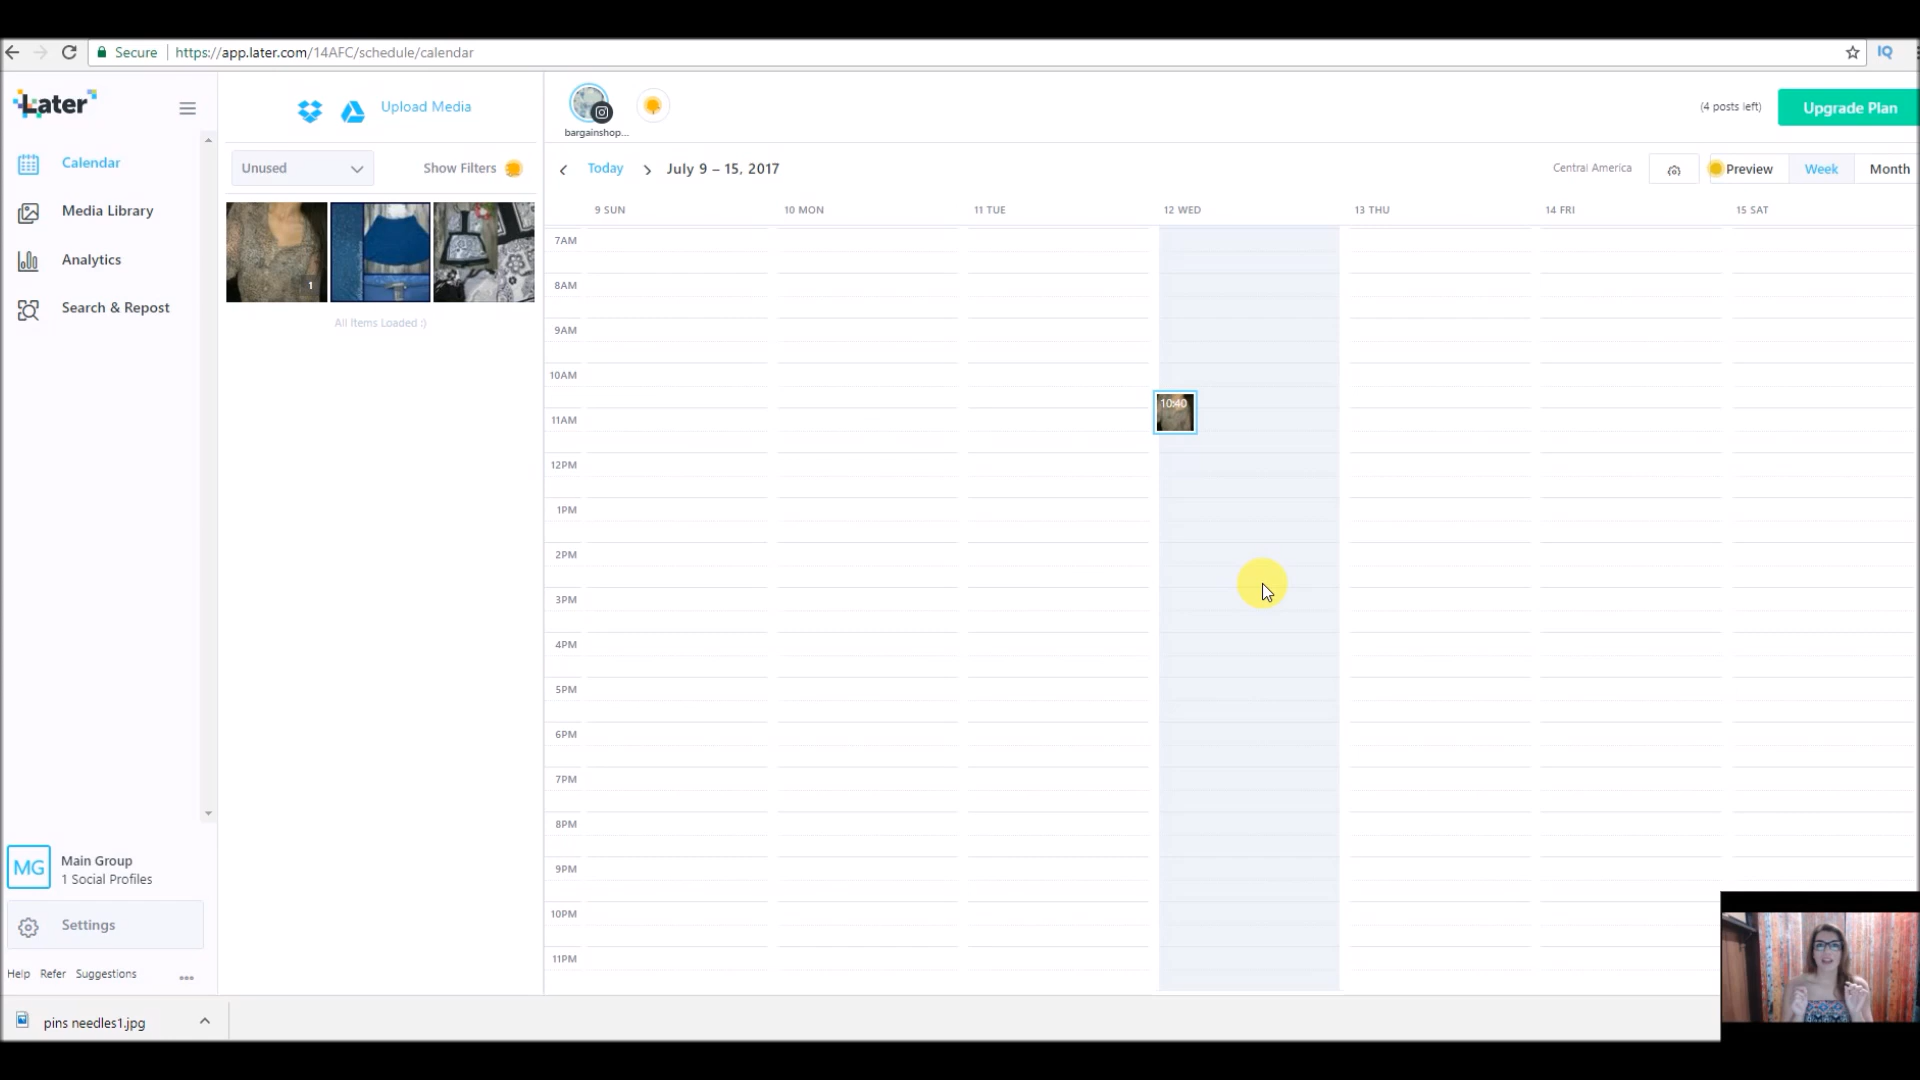 Secure
https://app.later.com/14AFC/schedule/calendar
IQ
Later
Upload Media
bargainshop...
(4 posts left)
Upgrade Plan
Calendar
Media Library
Analytics
Search & Repost
Unused
Show Filters
1
All Items Loaded :)
Today
July 9 – 15, 2017
Central America
Preview
Week
Month
9 SUN
10 MON
11 TUE
12 WED
13 THU
14 FRI
15 SAT
7AM
8AM
9AM
10AM
10:40
11AM
12PM
1PM
2PM
3PM
4PM
5PM
6PM
7PM
8PM
9PM
10PM
11PM
MG
Main Group
1 Social Profiles
Settings
Help
Refer
Suggestions
pins needles1.jpg